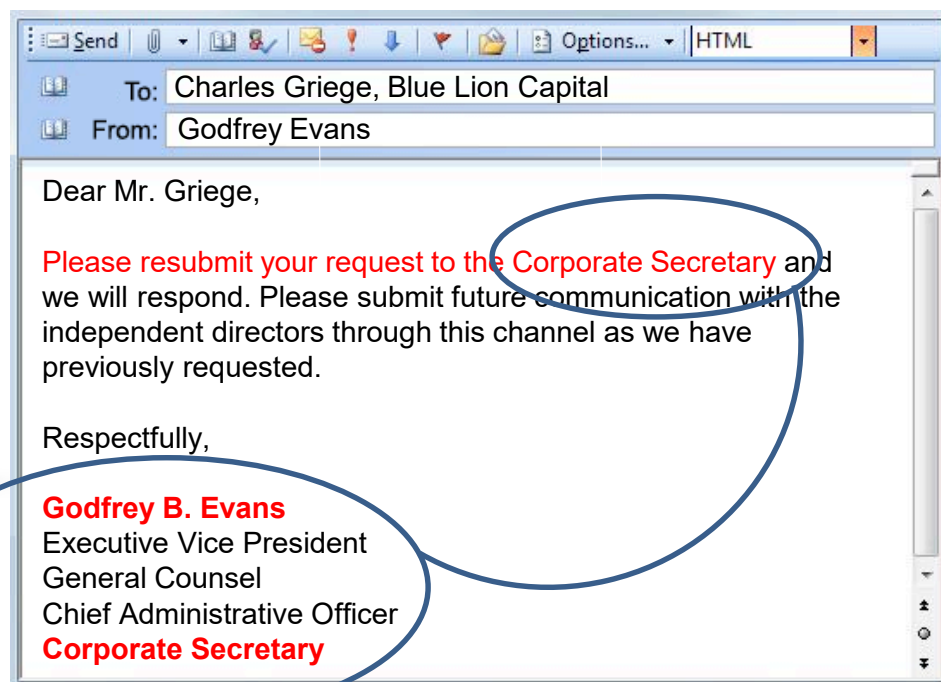 Send Options... HTML
To: Charles Griege, Blue Lion Capital
From: Godfrey Evans
Dear Mr. Griege,
Please resubmit your request to the Corporate Secretary and
we will respond. Please submit future communication with the
independent directors through this channel as we have
previously requested.
Respectfully,
Godfrey B. Evans
Executive Vice President
General Counsel
Chief Administrative Officer
Corporate Secretary